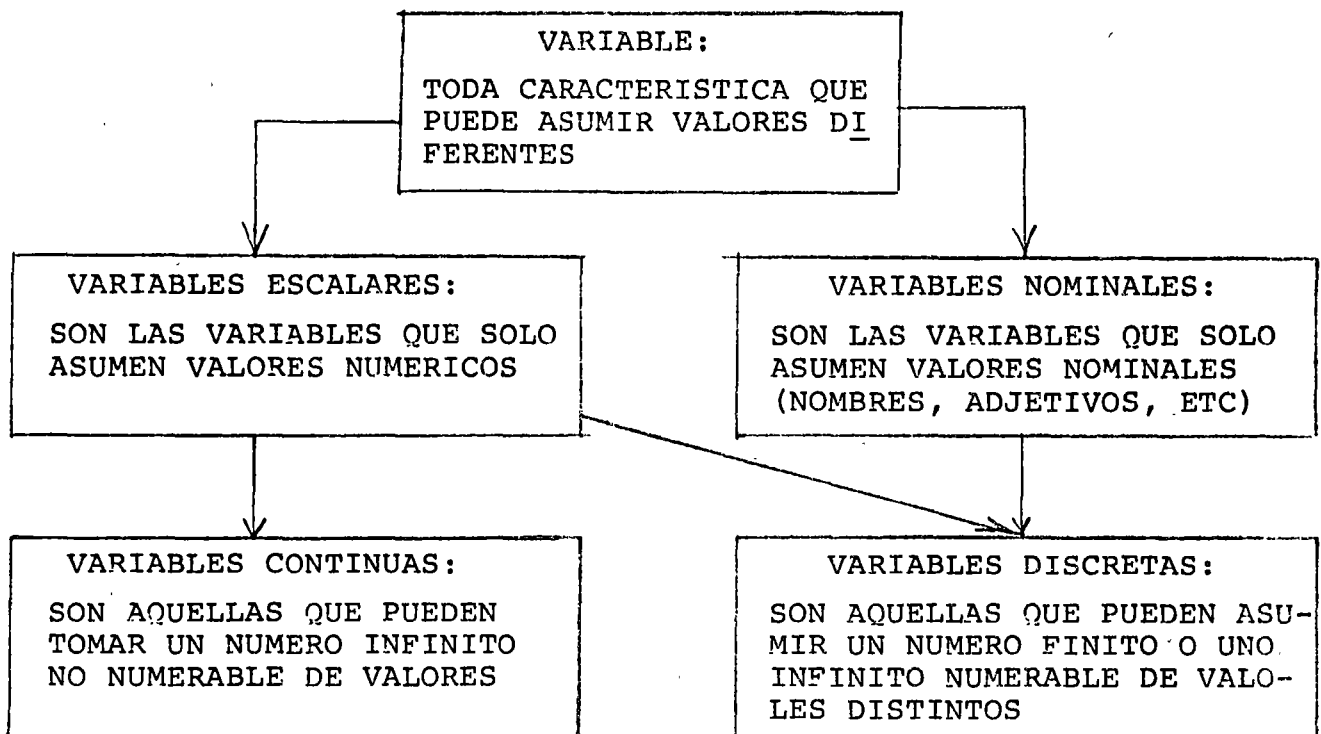 VARIABLE:
TODA CARACTERISTICA QUE
PUEDE ASUMIR VALORES DI
FERENTES
VARIABLES ESCALARES:
SON LAS VARIABLES QUE SOLO
ASUMEN VALORES NUMERICOS
VARIABLES NOMINALES:
SON LAS VARIABLES QUE SOLO
ASUMEN VALORES NOMINALES
(NOMBRES, ADJETIVOS, ETC)
VARIABLES CONTINUAS:
SON AQUELLAS QUE PUEDEN
TOMAR UN NUMERO INFINITO
NO NUMERABLE DE VALORES
VARIABLES DISCRETAS:
SON AQUELLAS QUE PUEDEN ASU-
MIR UN NUMERO FINITO O UNO
INFINITO NUMERABLE DE VALO-
LES DISTINTOS